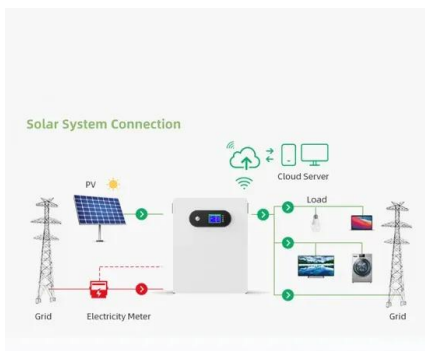 Solar System Connection
Cloud Server
PV
Load
Grid
Electricity Meter
Grid